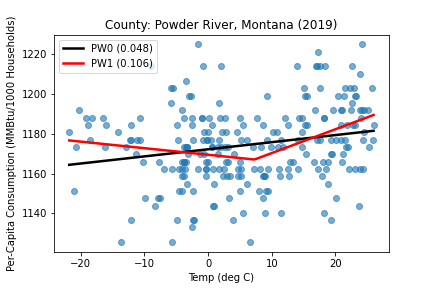 County: Powder River, Montana (2019)
PW0 (0.048)
PW1 (0.106)
Per-Capita Consumption (MMBtu/1000 Households)
1220
1200
1180
1160
1140
−20 −10 0 10 20
Temp (deg C)